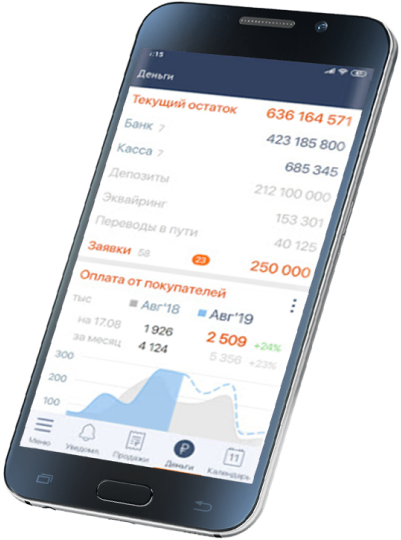 :15
Деньги
Текущий остаток 636 164 571
Банк 7 423 185 800
Касса 7 685 345
Депозиты 212 100 000
Эквайринг 153 301
Переводы в пути 40 125
Заявки 58 23 250 000
Оплата от покупателей
тыс Авг'18 Авг'19
на 17.08 1 926 2 509 +24%
за месяц 4 124 5 356 +23%
300
200
100
Меню Уведомл. Продажи Деньги Календарь
11